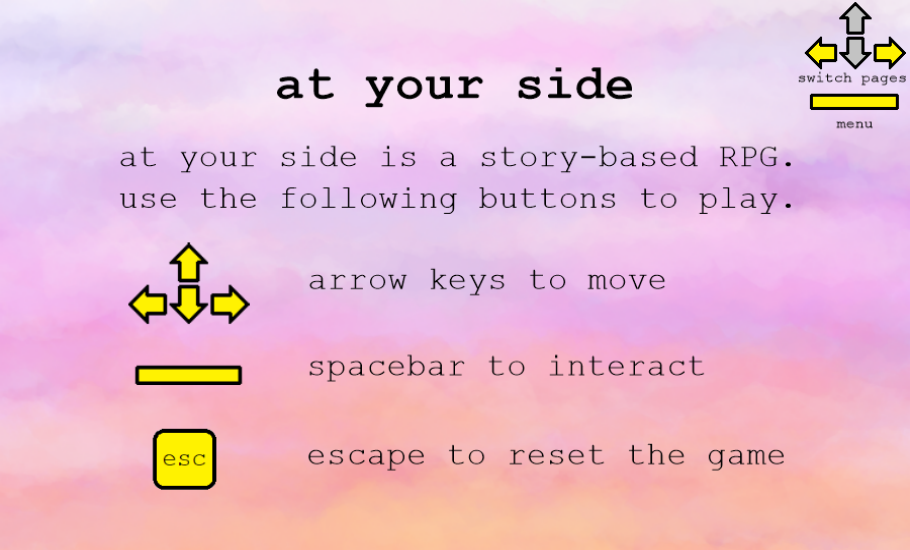 at your side
switch pages
menu
at your side is a story-based RPG.
use the following buttons to play.
arrow keys to move
spacebar to interact
esc
escape to reset the game